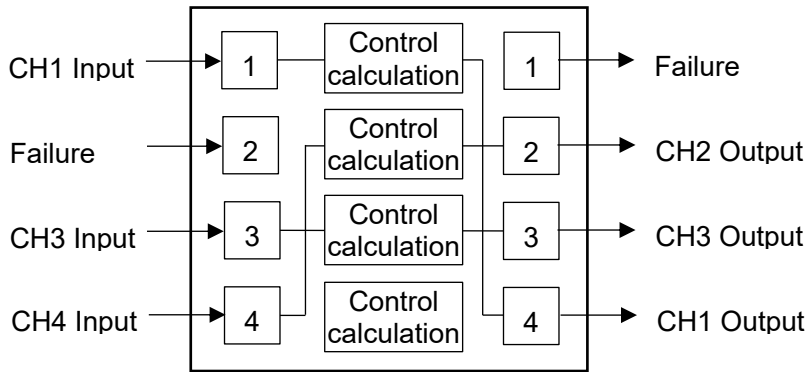 CH1 Input
1
Control
calculation
1
Failure
Failure
2
Control
calculation
2
CH2 Output
CH3 Input
3
Control
calculation
3
CH3 Output
CH4 Input
4
Control
calculation
4
CH1 Output